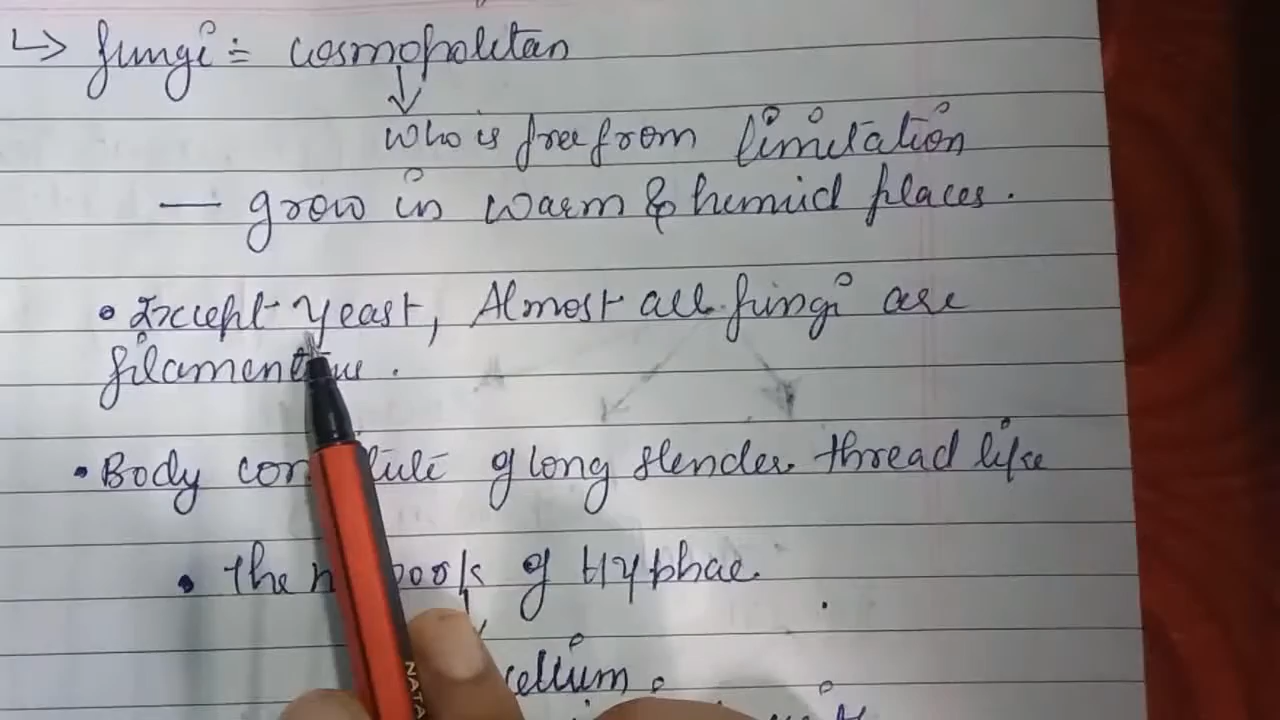 ↳ fungi = cosmopolitan
↓
who is free from limitation
— grow in warm & humid places.
• Except yeast, Almost all fungi are
filamentous.
• Body of long slender thread like
• The of Hyphae.
NATA